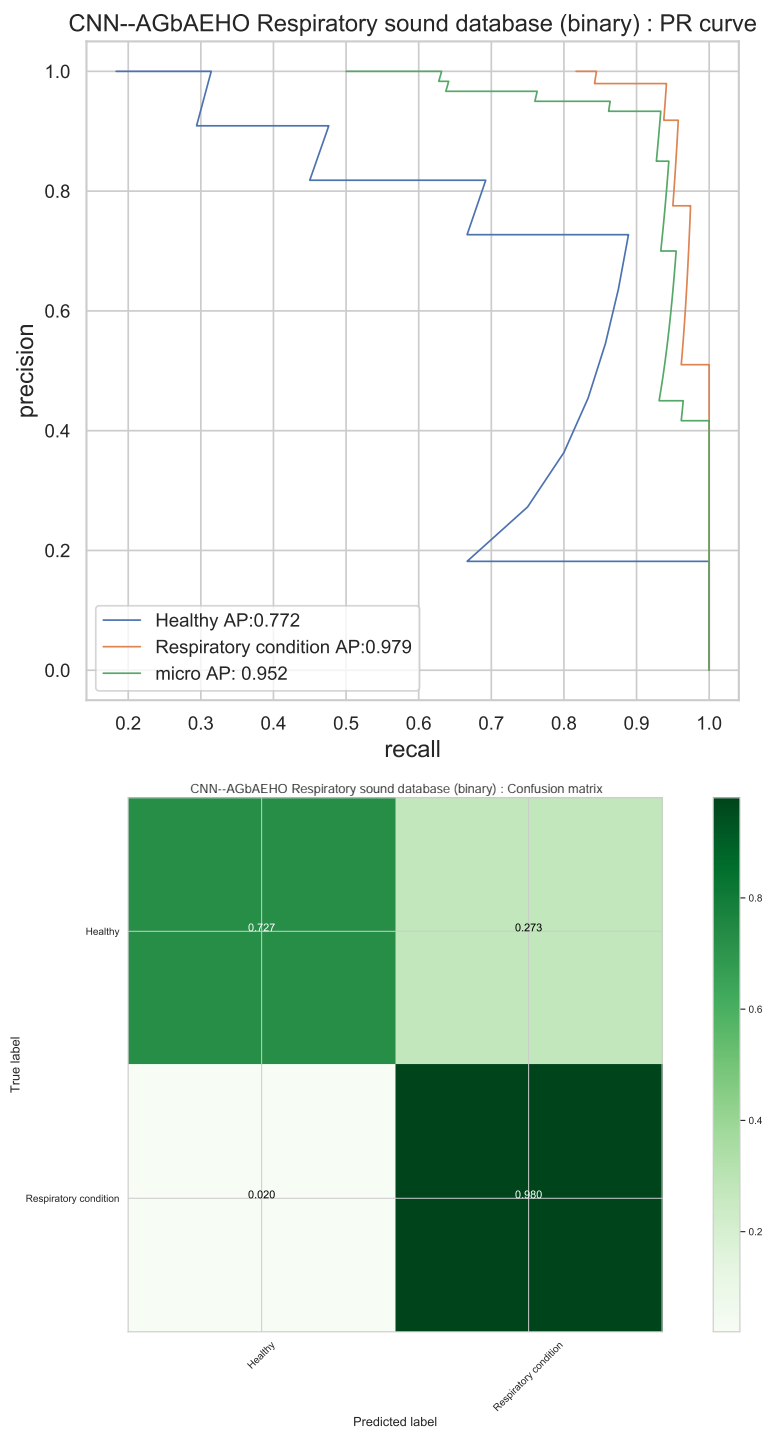 CNN--AGbAEHO Respiratory sound database (binary) : PR curve
1.0
0.8
0.6
0.4
0.2
0.0
precision
Healthy AP:0.772
Respiratory condition AP:0.979
micro AP: 0.952
0.2 0.3 0.4 0.5 0.6 0.7 0.8 0.9 1.0
recall
CNN--AGbAEHO Respiratory sound database (binary) : Confusion matrix
Healthy 0.727 0.273
Respiratory condition 0.020 0.980
True label
Healthy Respiratory condition
Predicted label
0.8
0.6
0.4
0.2